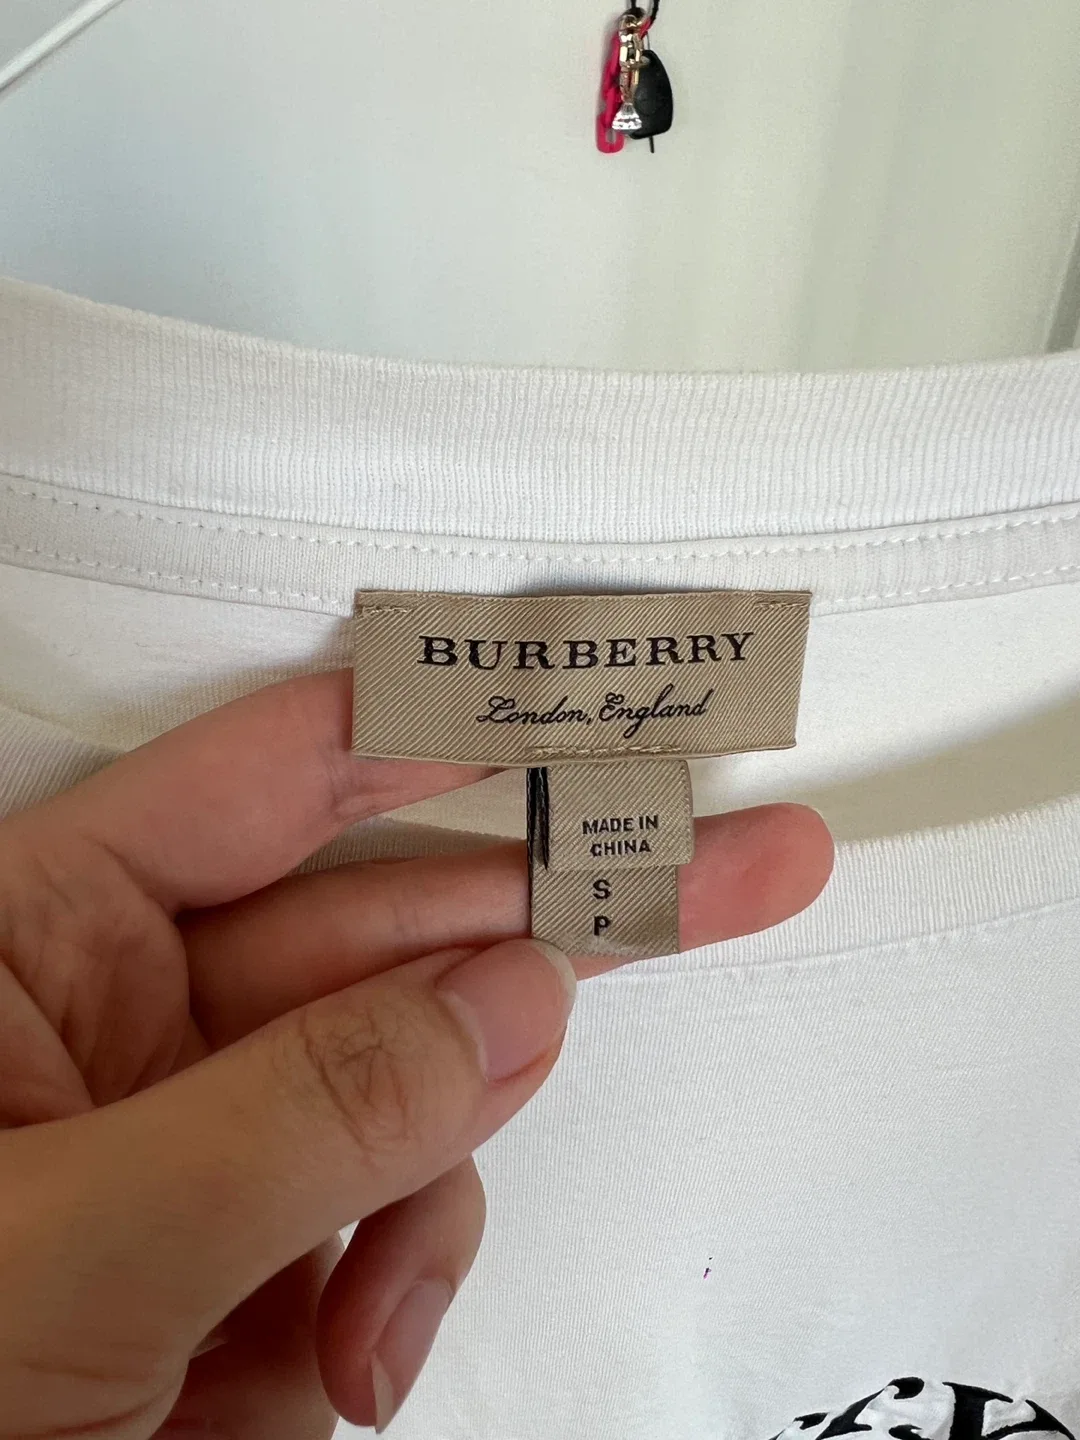 BURBERRY
London, England
MADE IN
CHINA
S
P